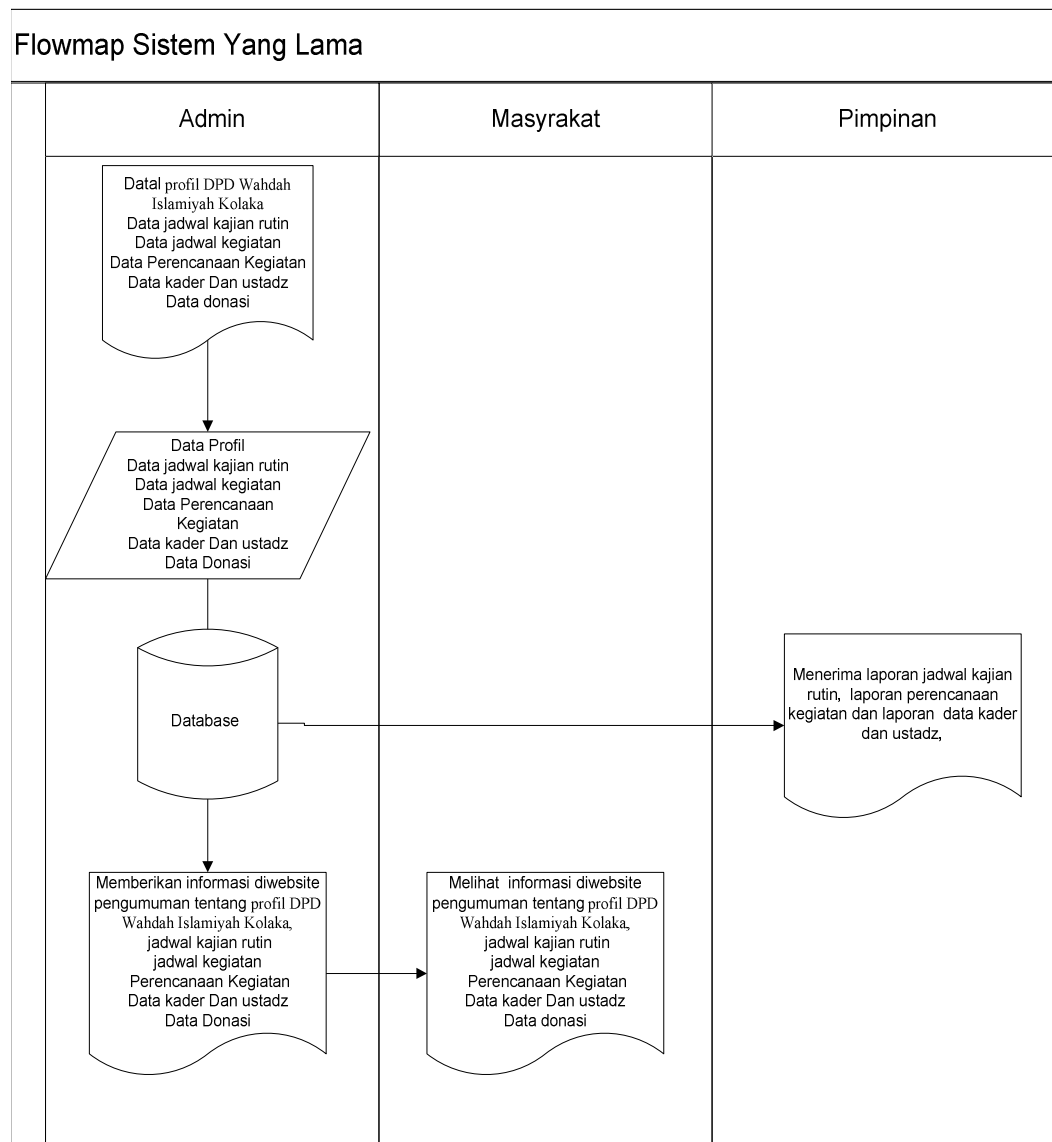 Flowmap Sistem Yang Lama
Admin
Masyrakat
Pimpinan
Datal profil DPD Wahdah
Islamiyah Kolaka
Data jadwal kajian rutin
Data jadwal kegiatan
Data Perencanaan Kegiatan
Data kader Dan ustadz
Data donasi
Data Profil
Data jadwal kajian rutin
Data jadwal kegiatan
Data Perencanaan
Kegiatan
Data kader Dan ustadz
Data Donasi
Database
Menerima laporan jadwal kajian
rutin, laporan perencanaan
kegiatan dan laporan data kader
dan ustadz,
Memberikan informasi diwebsite
pengumuman tentang profil DPD
Wahdah Islamiyah Kolaka,
jadwal kajian rutin
jadwal kegiatan
Perencanaan Kegiatan
Data kader Dan ustadz
Data Donasi
Melihat informasi diwebsite
pengumuman tentang profil DPD
Wahdah Islamiyah Kolaka,
jadwal kajian rutin
jadwal kegiatan
Perencanaan Kegiatan
Data kader Dan ustadz
Data donasi